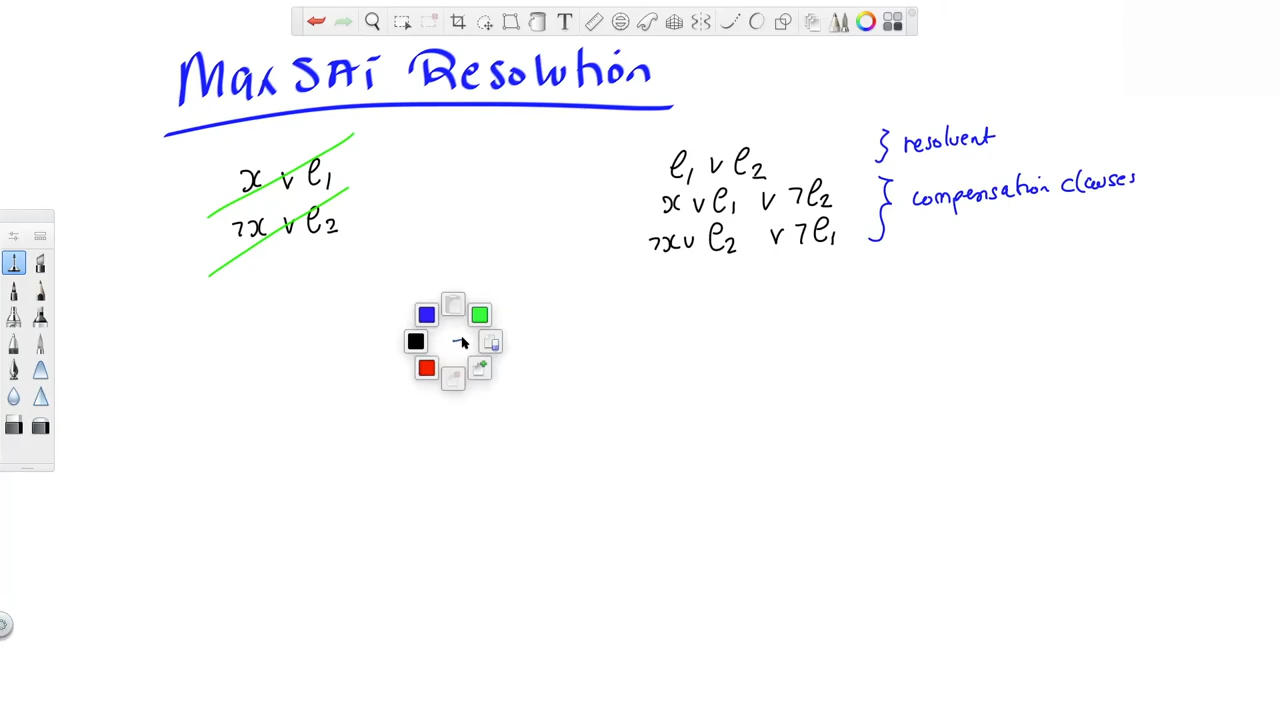 MaxSAT Resolution
x ∨ ℓ1
¬x ∨ ℓ2
ℓ1 ∨ ℓ2
x ∨ ℓ1 ∨ ¬ℓ2
¬x ∨ ℓ2 ∨ ¬ℓ1
} resolvent
} compensation clauses
T